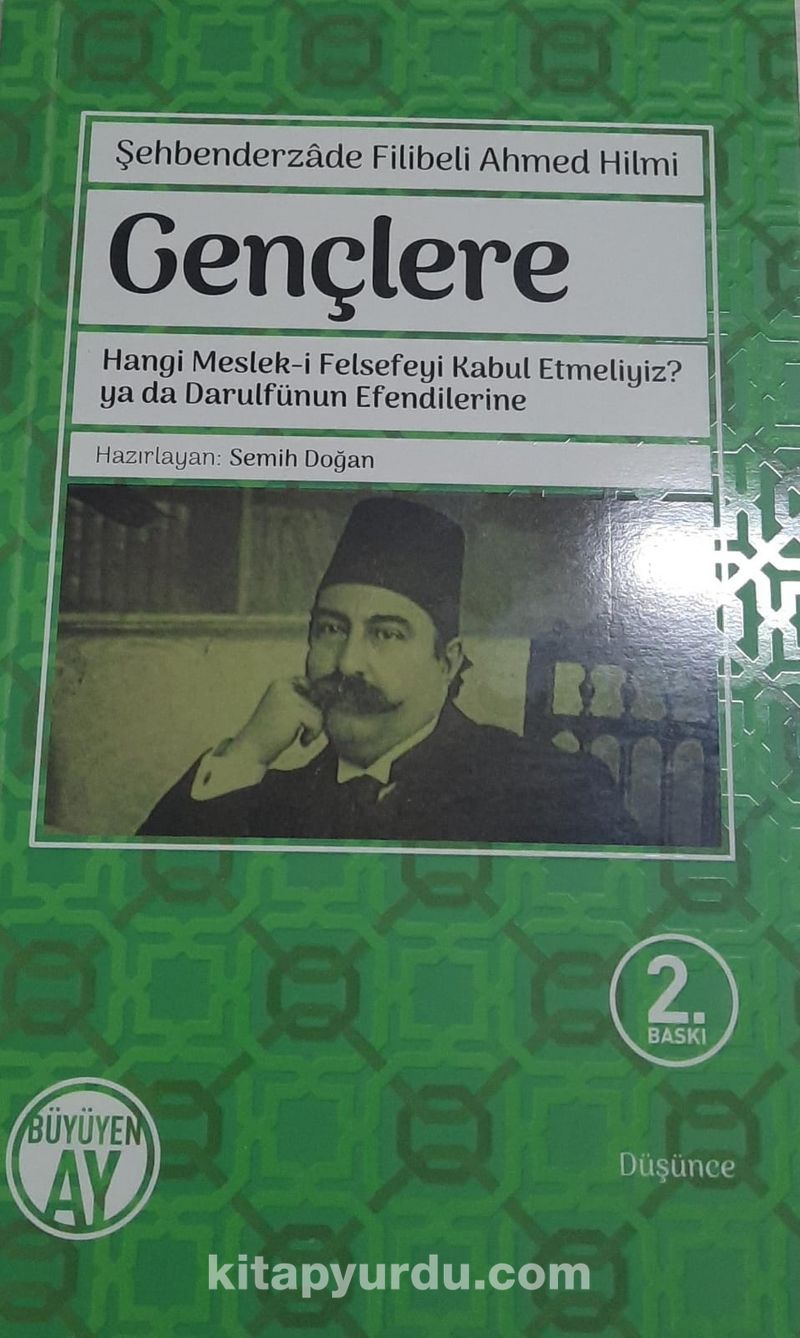 Şehbenderzâde Filibeli Ahmed Hilmi
Gençlere
Hangi Meslek-i Felsefeyi Kabul Etmeliyiz?
ya da Darulfünun Efendilerine
Hazırlayan: Semih Doğan
2.
BASKI
BÜYÜYEN
AY
Düşünce
kitapyurdu.com